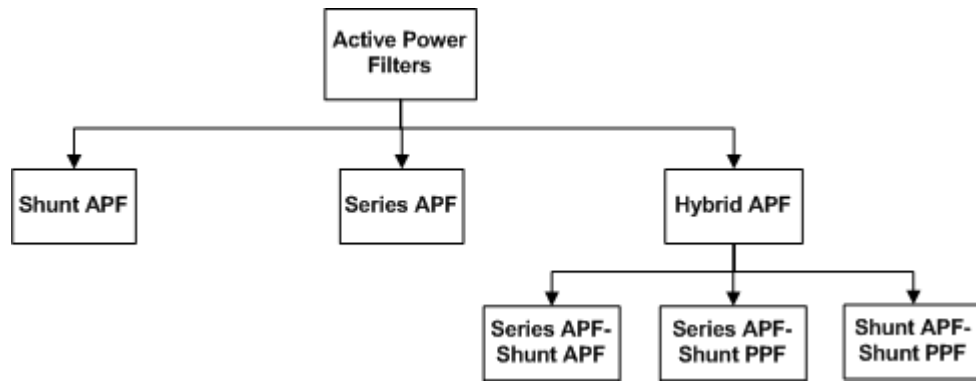 Active Power
Filters
Shunt APF
Series APF
Hybrid APF
Series APF-
Shunt APF
Series APF-
Shunt PPF
Shunt APF-
Shunt PPF